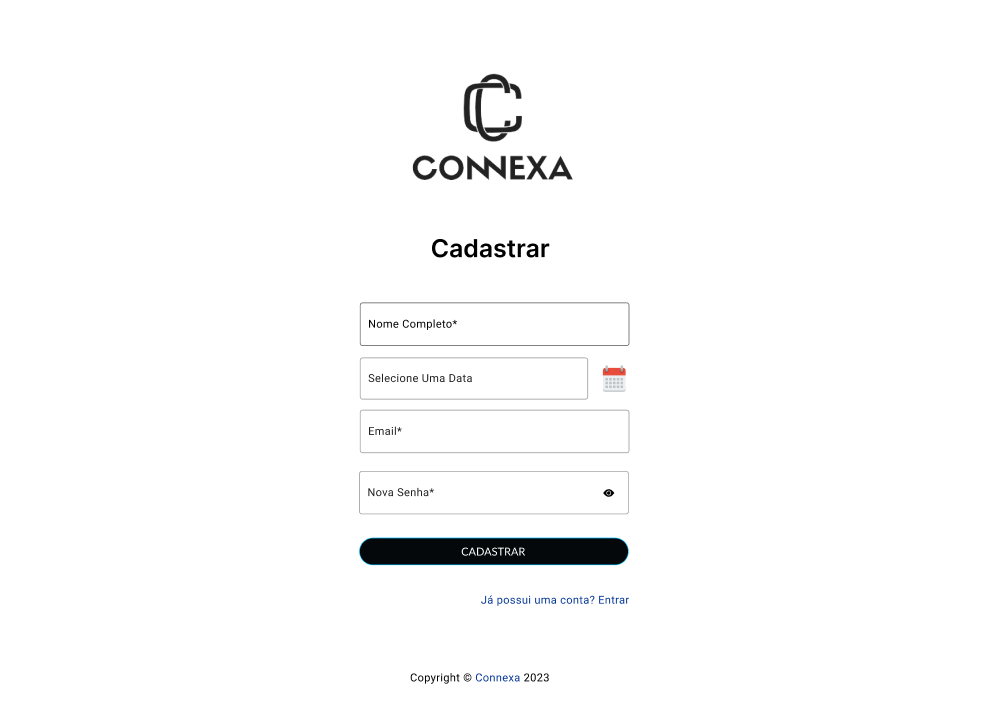 CONNEXA
Cadastrar
Nome Completo*
Selecione Uma Data
Email*
Nova Senha*
CADASTRAR
Já possui uma conta? Entrar
Copyright © Connexa 2023